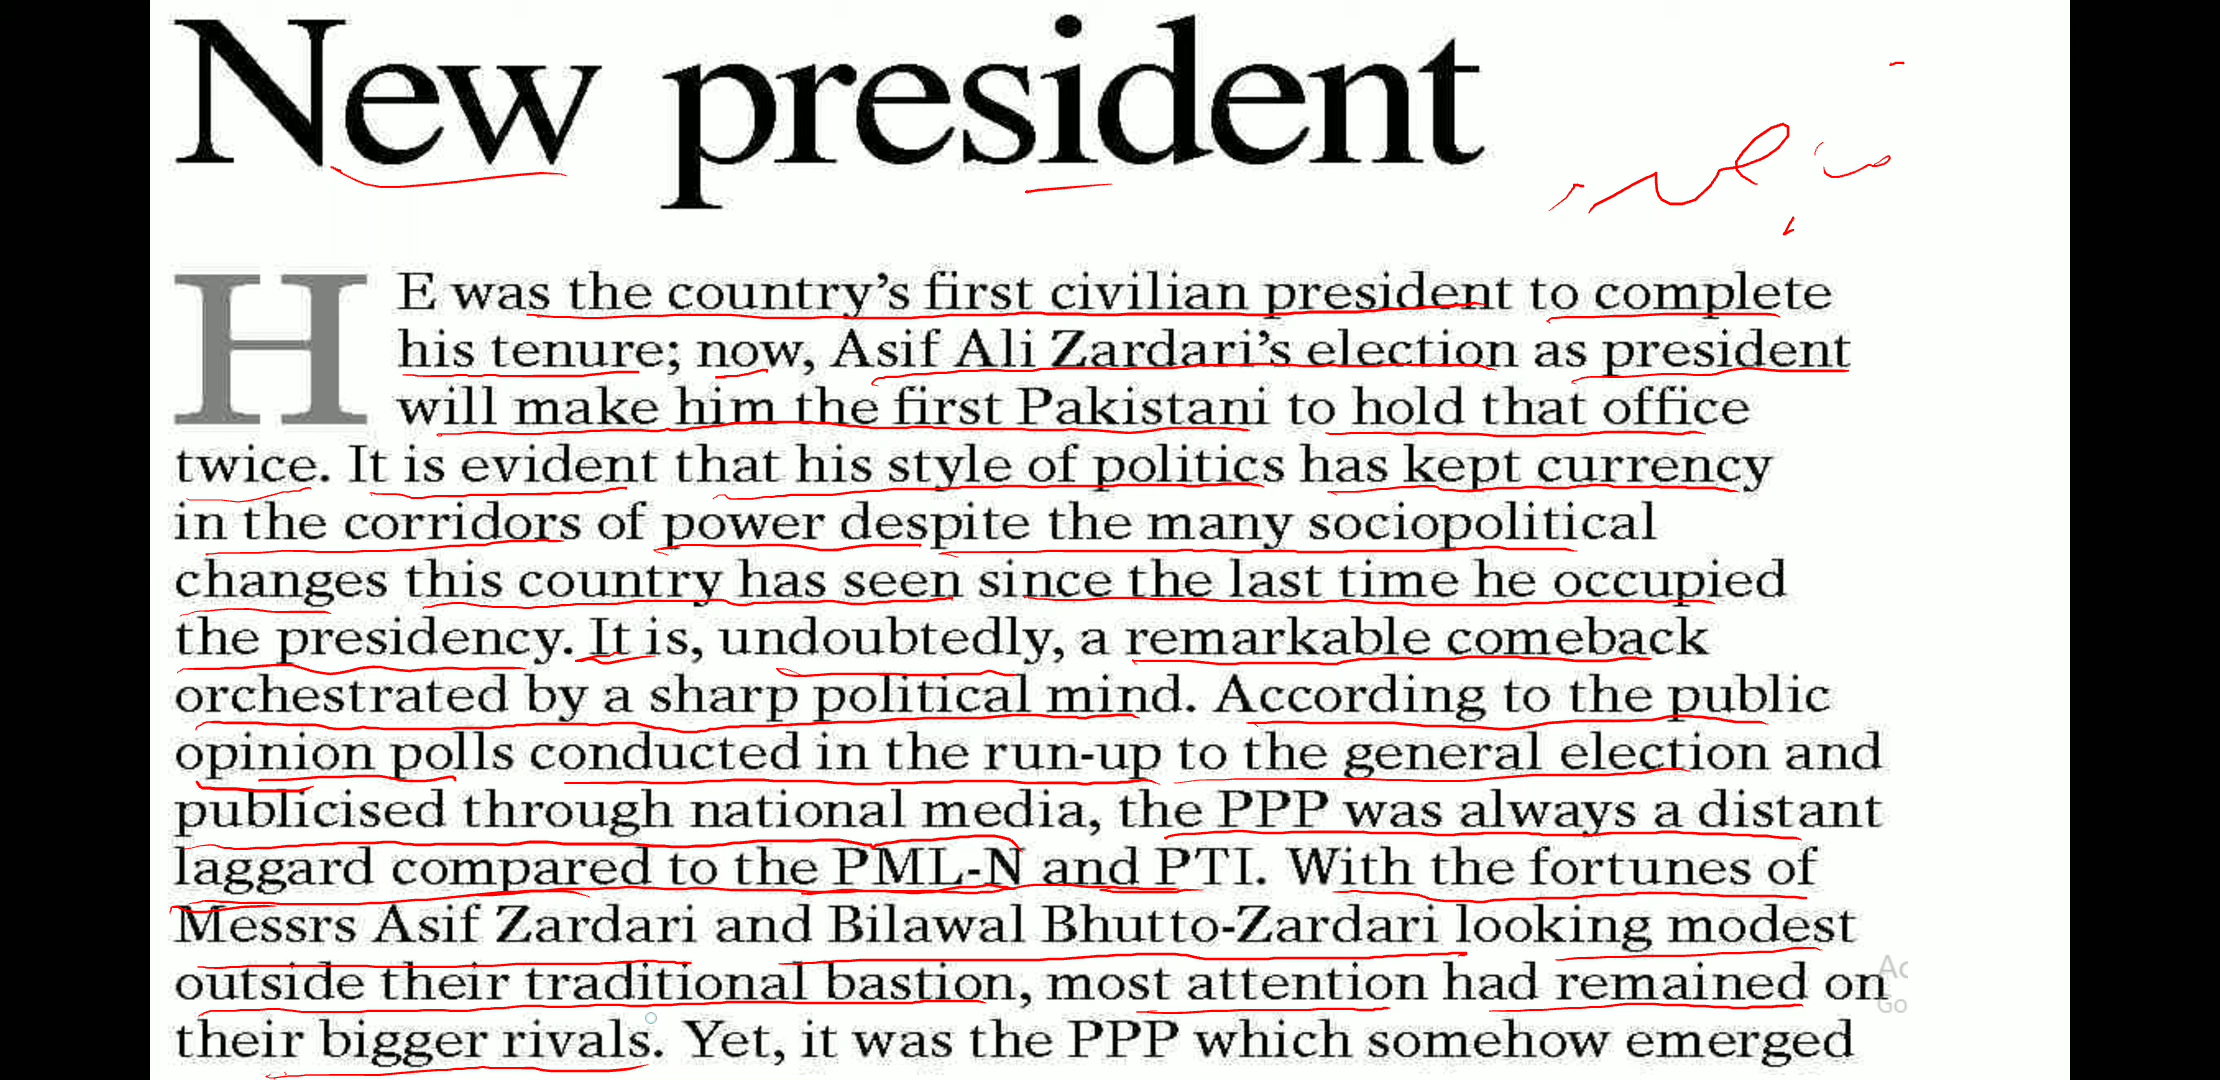 New president
HE was the country's first civilian president to complete
his tenure; now, Asif Ali Zardari's election as president
will make him the first Pakistani to hold that office
twice. It is evident that his style of politics has kept currency
in the corridors of power despite the many sociopolitical
changes this country has seen since the last time he occupied
the presidency. It is, undoubtedly, a remarkable comeback
orchestrated by a sharp political mind. According to the public
opinion polls conducted in the run-up to the general election and
publicised through national media, the PPP was always a distant
laggard compared to the PML-N and PTI. With the fortunes of
Messrs Asif Zardari and Bilawal Bhutto-Zardari looking modest
outside their traditional bastion, most attention had remained on
their bigger rivals. Yet, it was the PPP which somehow emerged
Ac
Go